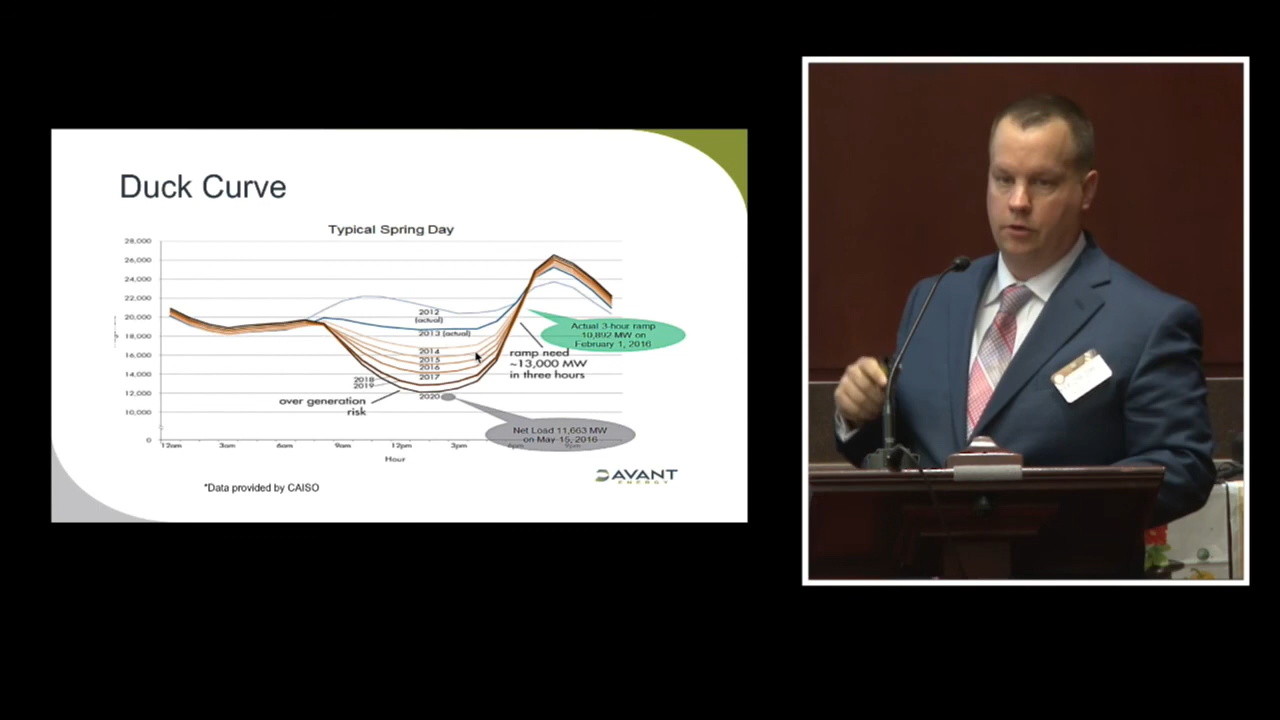 Duck Curve
Typical Spring Day
28,000
26,000
24,000
22,000
20,000
18,000
16,000
14,000
12,000
10,000
0
2012
(actual)
2013 (actual)
2014
2015
2016
2017
2018
2019
2020
over generation
risk
ramp need
~13,000 MW
in three hours
Actual 3-hour ramp
10,892 MW on
February 1, 2016
Net Load 11,663 MW
on May 15, 2016
12am
3am
6am
9am
12pm
3pm
6pm
9pm
Hour
*Data provided by CAISO
AVANT
ENERGY